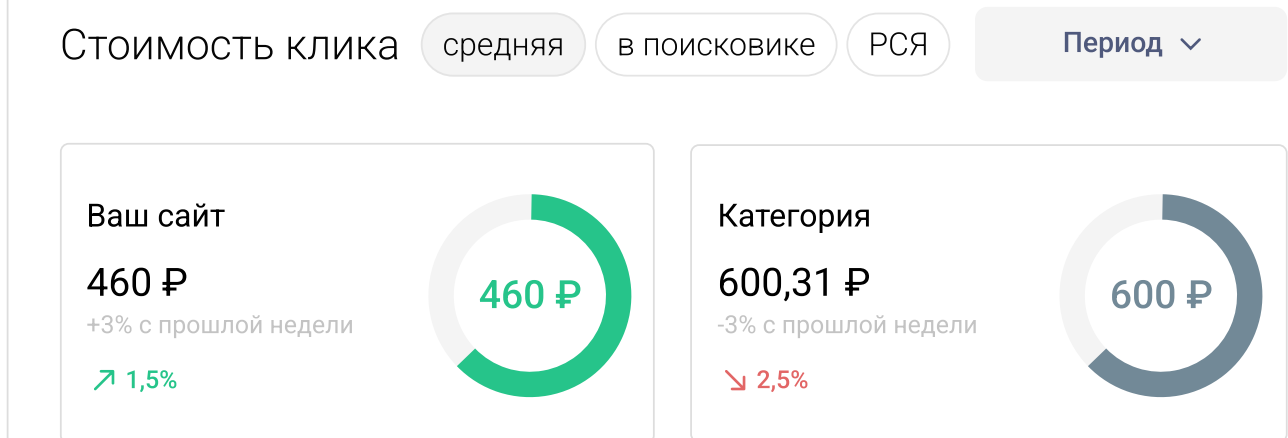 Стоимость клика средняя в поисковике РСЯ Период
Ваш сайт
460 ₽
+3% с прошлой недели
1,5%
460 ₽
Категория
600,31 ₽
-3% с прошлой недели
2,5%
600 ₽